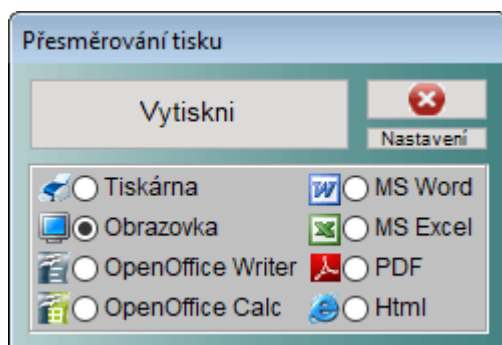 Přesměrování tisku
Vytiskni
Nastavení
Tiskárna
MS Word
Obrazovka
MS Excel
OpenOffice Writer
PDF
OpenOffice Calc
Html